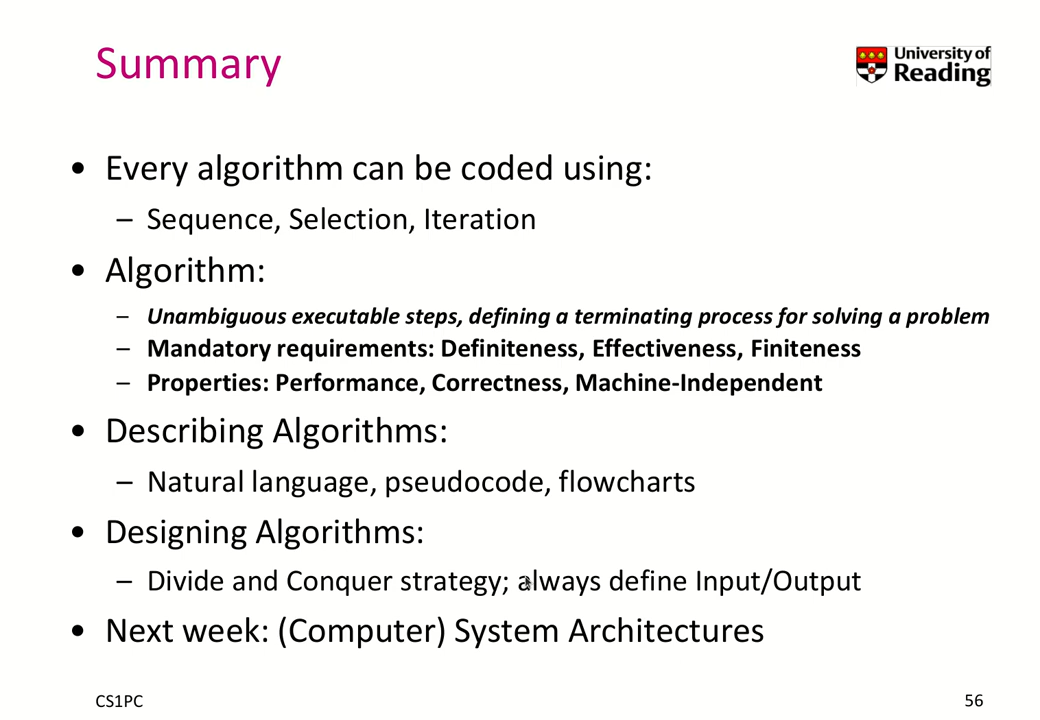 Summary
University of
Reading
• Every algorithm can be coded using:
– Sequence, Selection, Iteration
• Algorithm:
– Unambiguous executable steps, defining a terminating process for solving a problem
– Mandatory requirements: Definiteness, Effectiveness, Finiteness
– Properties: Performance, Correctness, Machine-Independent
• Describing Algorithms:
– Natural language, pseudocode, flowcharts
• Designing Algorithms:
– Divide and Conquer strategy; always define Input/Output
• Next week: (Computer) System Architectures
CS1PC
56